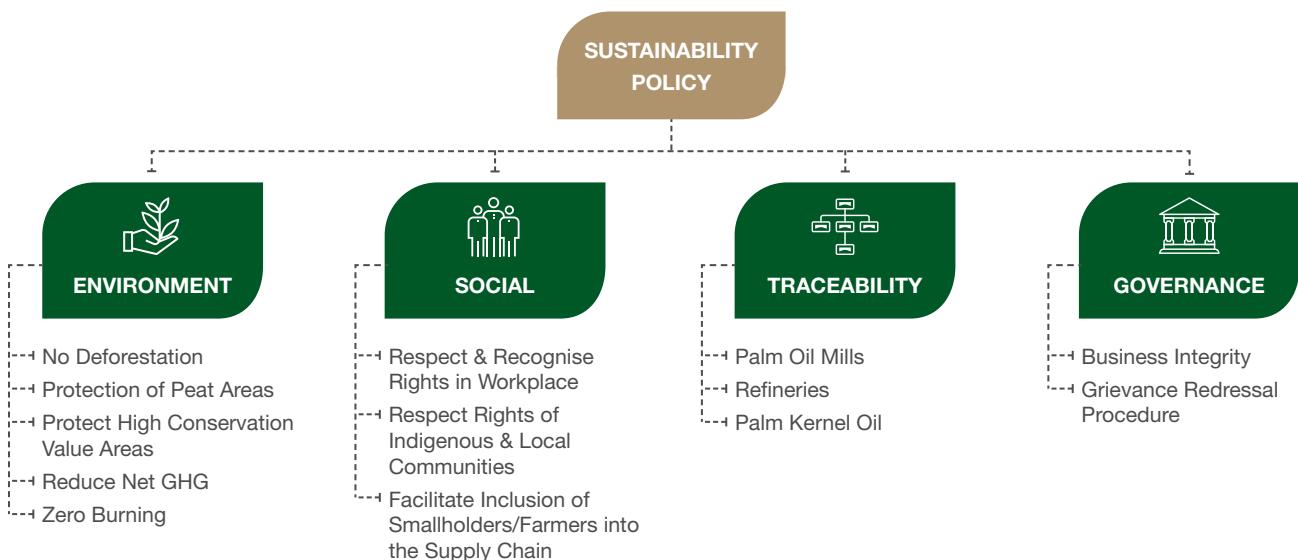 SUSTAINABILITY
POLICY
ENVIRONMENT
No Deforestation
Protection of Peat Areas
Protect High Conservation
Value Areas
Reduce Net GHG
Zero Burning
SOCIAL
Respect & Recognise
Rights in Workplace
Respect Rights of
Indigenous & Local
Communities
Facilitate Inclusion of
Smallholders/Farmers into
the Supply Chain
TRACEABILITY
Palm Oil Mills
Refineries
Palm Kernel Oil
GOVERNANCE
Business Integrity
Grievance Redressal
Procedure